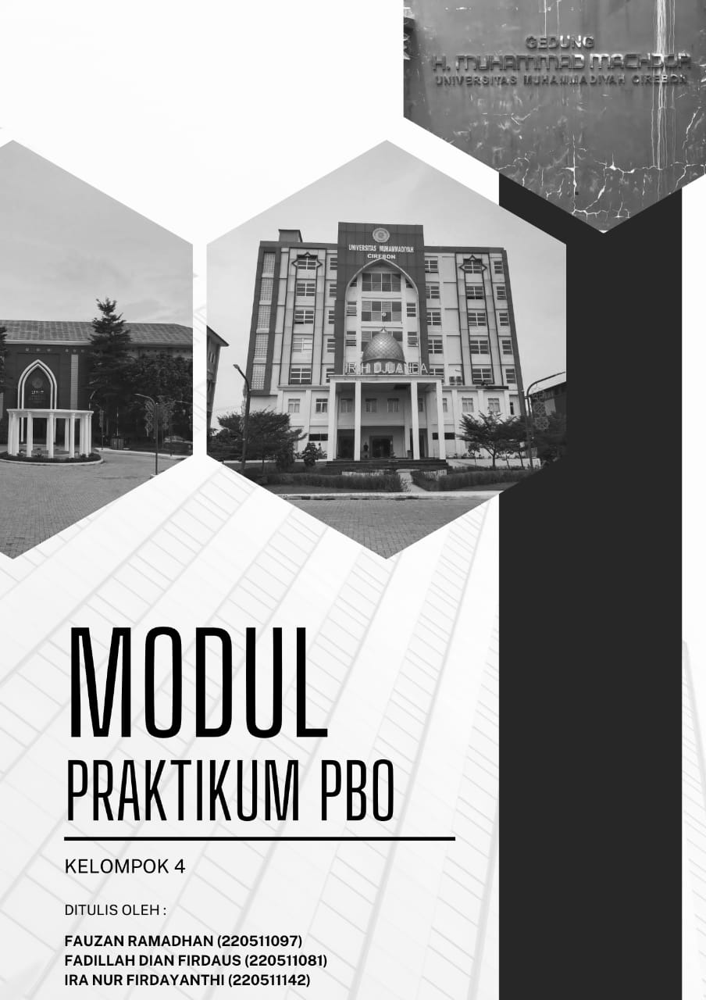 GEDUNG
H. MUHAMMAD MACHDOR
UNIVERSITAS MUHAMMADIYAH CIREBON
UNIVERSITAS MUHAMMADIYAH
CIREBON
DJUANDA
MODUL
PRAKTIKUM PBO
KELOMPOK 4
DITULIS OLEH :
FAUZAN RAMADHAN (220511097)
FADILLAH DIAN FIRDAUS (220511081)
IRA NUR FIRDAYANTHI (220511142)